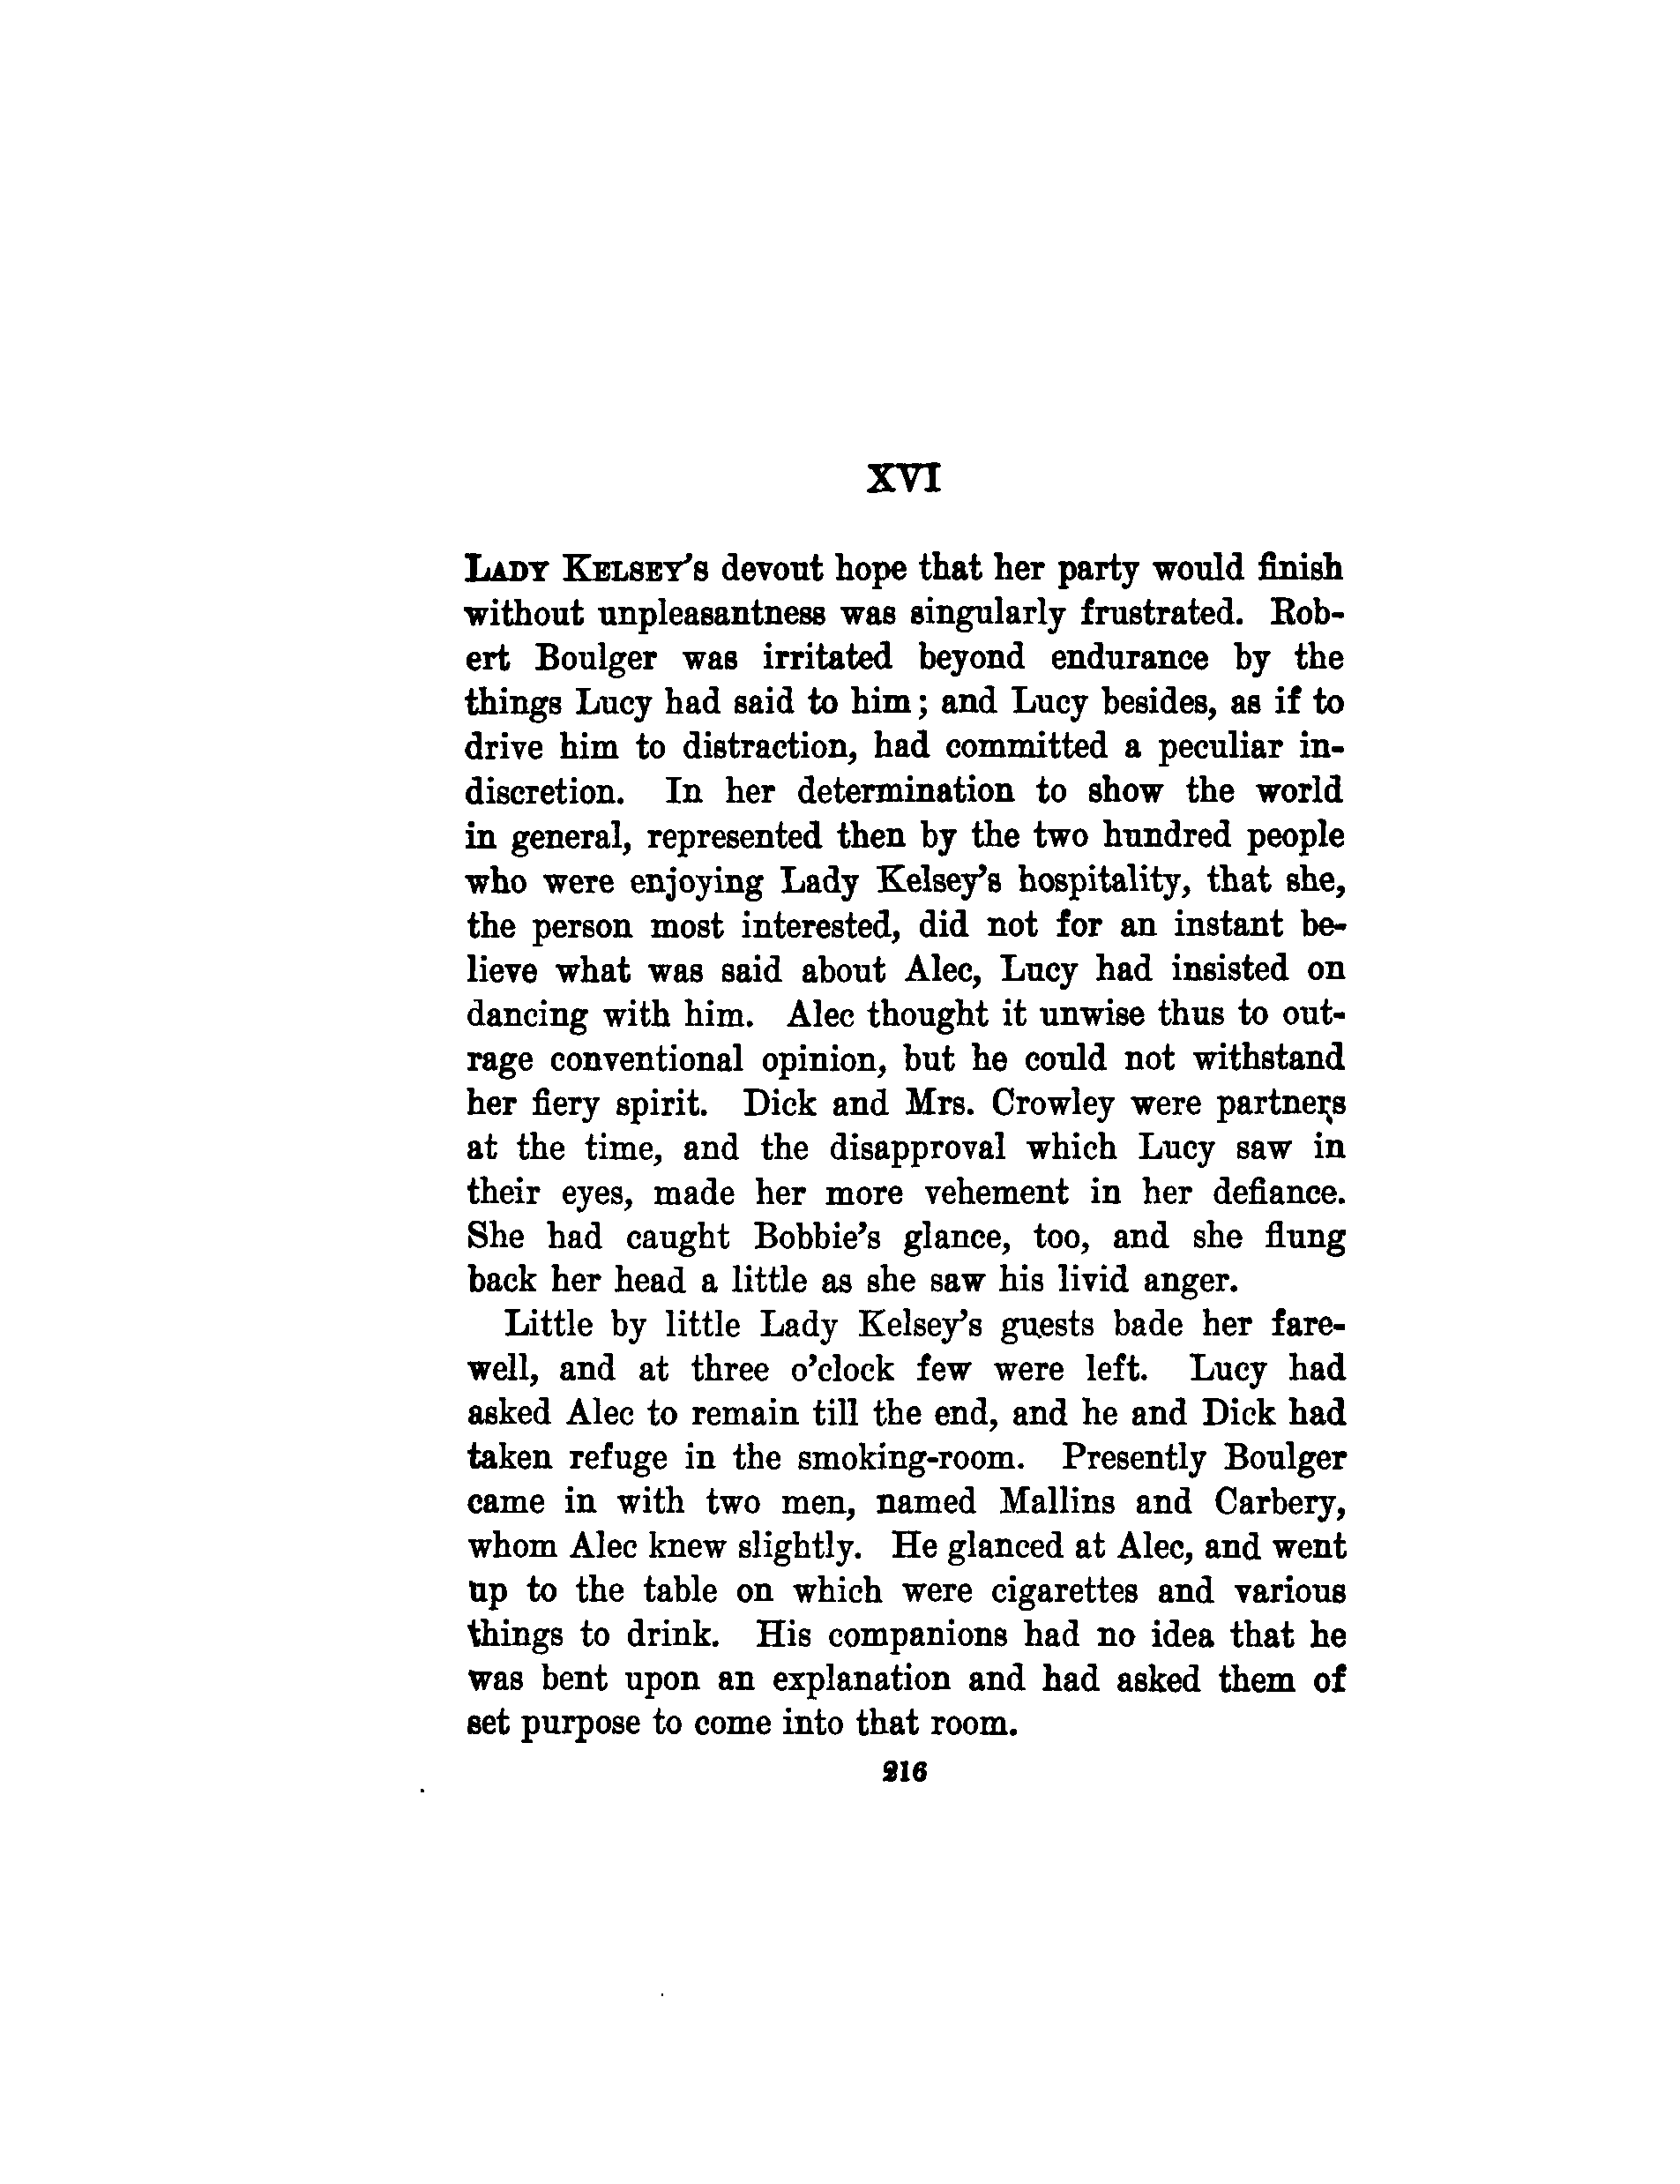 XVI
LADY KELSEY'S devout hope that her party would finish
without unpleasantness was singularly frustrated. Rob-
ert Boulger was irritated beyond endurance by the
things Lucy had said to him; and Lucy besides, as if to
drive him to distraction, had committed a peculiar in-
discretion. In her determination to show the world
in general, represented then by the two hundred people
who were enjoying Lady Kelsey's hospitality, that she,
the person most interested, did not for an instant be-
lieve what was said about Alec, Lucy had insisted on
dancing with him. Alec thought it unwise thus to out-
rage conventional opinion, but he could not withstand
her fiery spirit. Dick and Mrs. Crowley were partners
at the time, and the disapproval which Lucy saw in
their eyes, made her more vehement in her defiance.
She had caught Bobbie's glance, too, and she flung
back her head a little as she saw his livid anger.
Little by little Lady Kelsey's guests bade her fare-
well, and at three o'clock few were left. Lucy had
asked Alec to remain till the end, and he and Dick had
taken refuge in the smoking-room. Presently Boulger
came in with two men, named Mallins and Carbery,
whom Alec knew slightly. He glanced at Alec, and went
up to the table on which were cigarettes and various
things to drink. His companions had no idea that he
was bent upon an explanation and had asked them of
set purpose to come into that room.
216